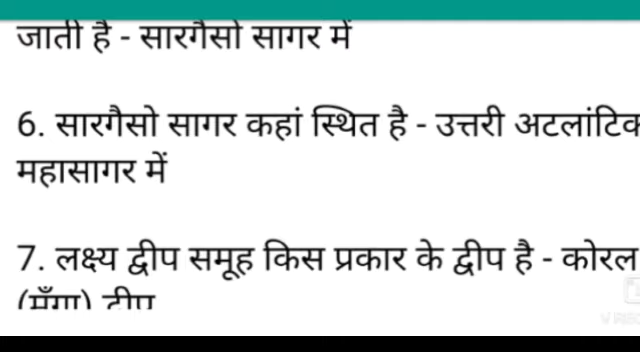 जाती है - सारगैसो सागर में
6. सारगैसो सागर कहां स्थित है - उत्तरी अटलांटिक
महासागर में
7. लक्ष्य द्वीप समूह किस प्रकार के द्वीप है - कोरल
(मूँगा) द्वीप